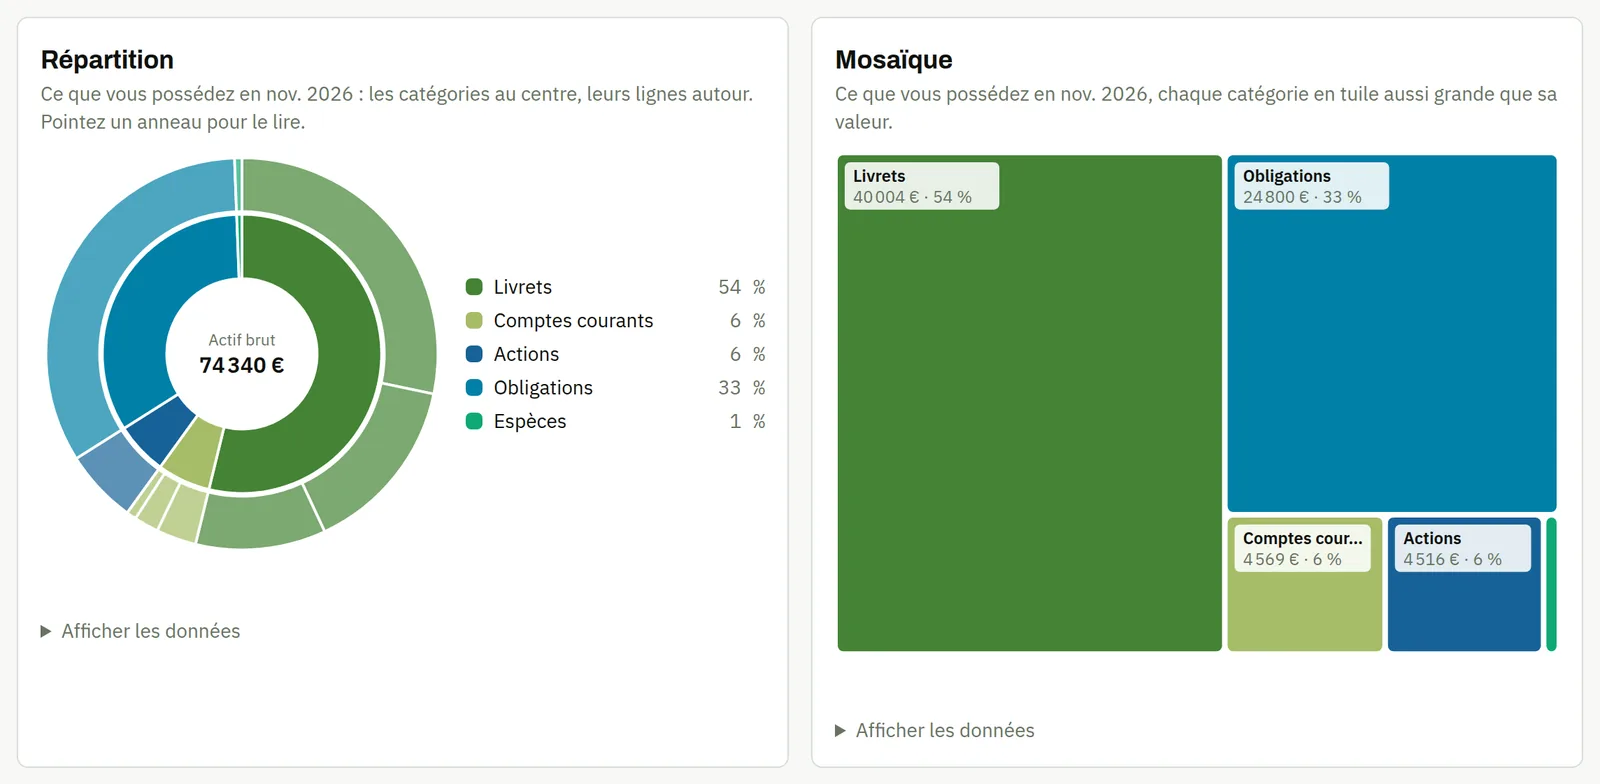 Répartition
Ce que vous possédez en nov. 2026 : les catégories au centre, leurs lignes autour.
Pointez un anneau pour le lire.
Actif brut
74 340 €
Livrets 54 %
Comptes courants 6 %
Actions 6 %
Obligations 33 %
Espèces 1 %
Afficher les données
Mosaïque
Ce que vous possédez en nov. 2026, chaque catégorie en tuile aussi grande que sa
valeur.
Livrets
40 004 € · 54 %
Obligations
24 800 € · 33 %
Comptes cour...
4 569 € · 6 %
Actions
4 516 € · 6 %
Afficher les données